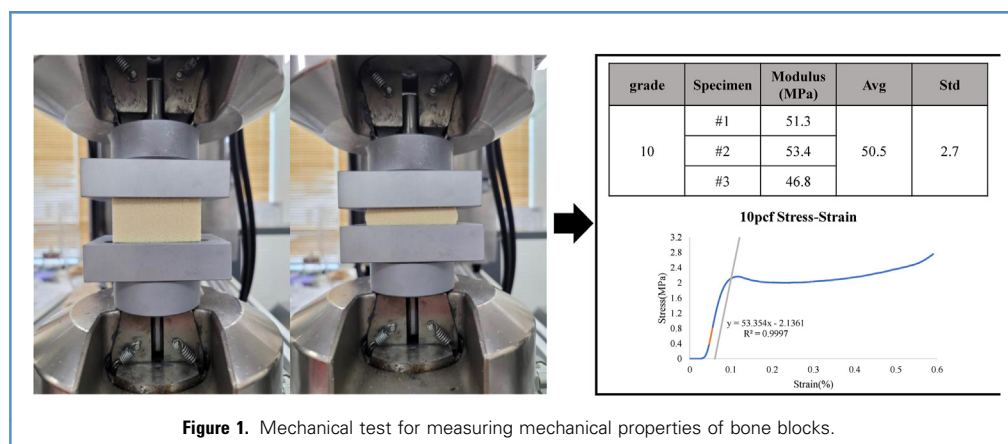 grade Specimen Modulus (MPa) Avg Std
#1 51.3
10 #2 53.4 50.5 2.7
#3 46.8
10pcf Stress-Strain
3.2
2.8
2.4
2
1.6
1.2
0.8
0.4
0
Stress(MPa)
y = 53.354x - 2.1361
R² = 0.9997
0 0.1 0.2 0.3 0.4 0.5 0.6
Strain(%)
Figure 1. Mechanical test for measuring mechanical properties of bone blocks.